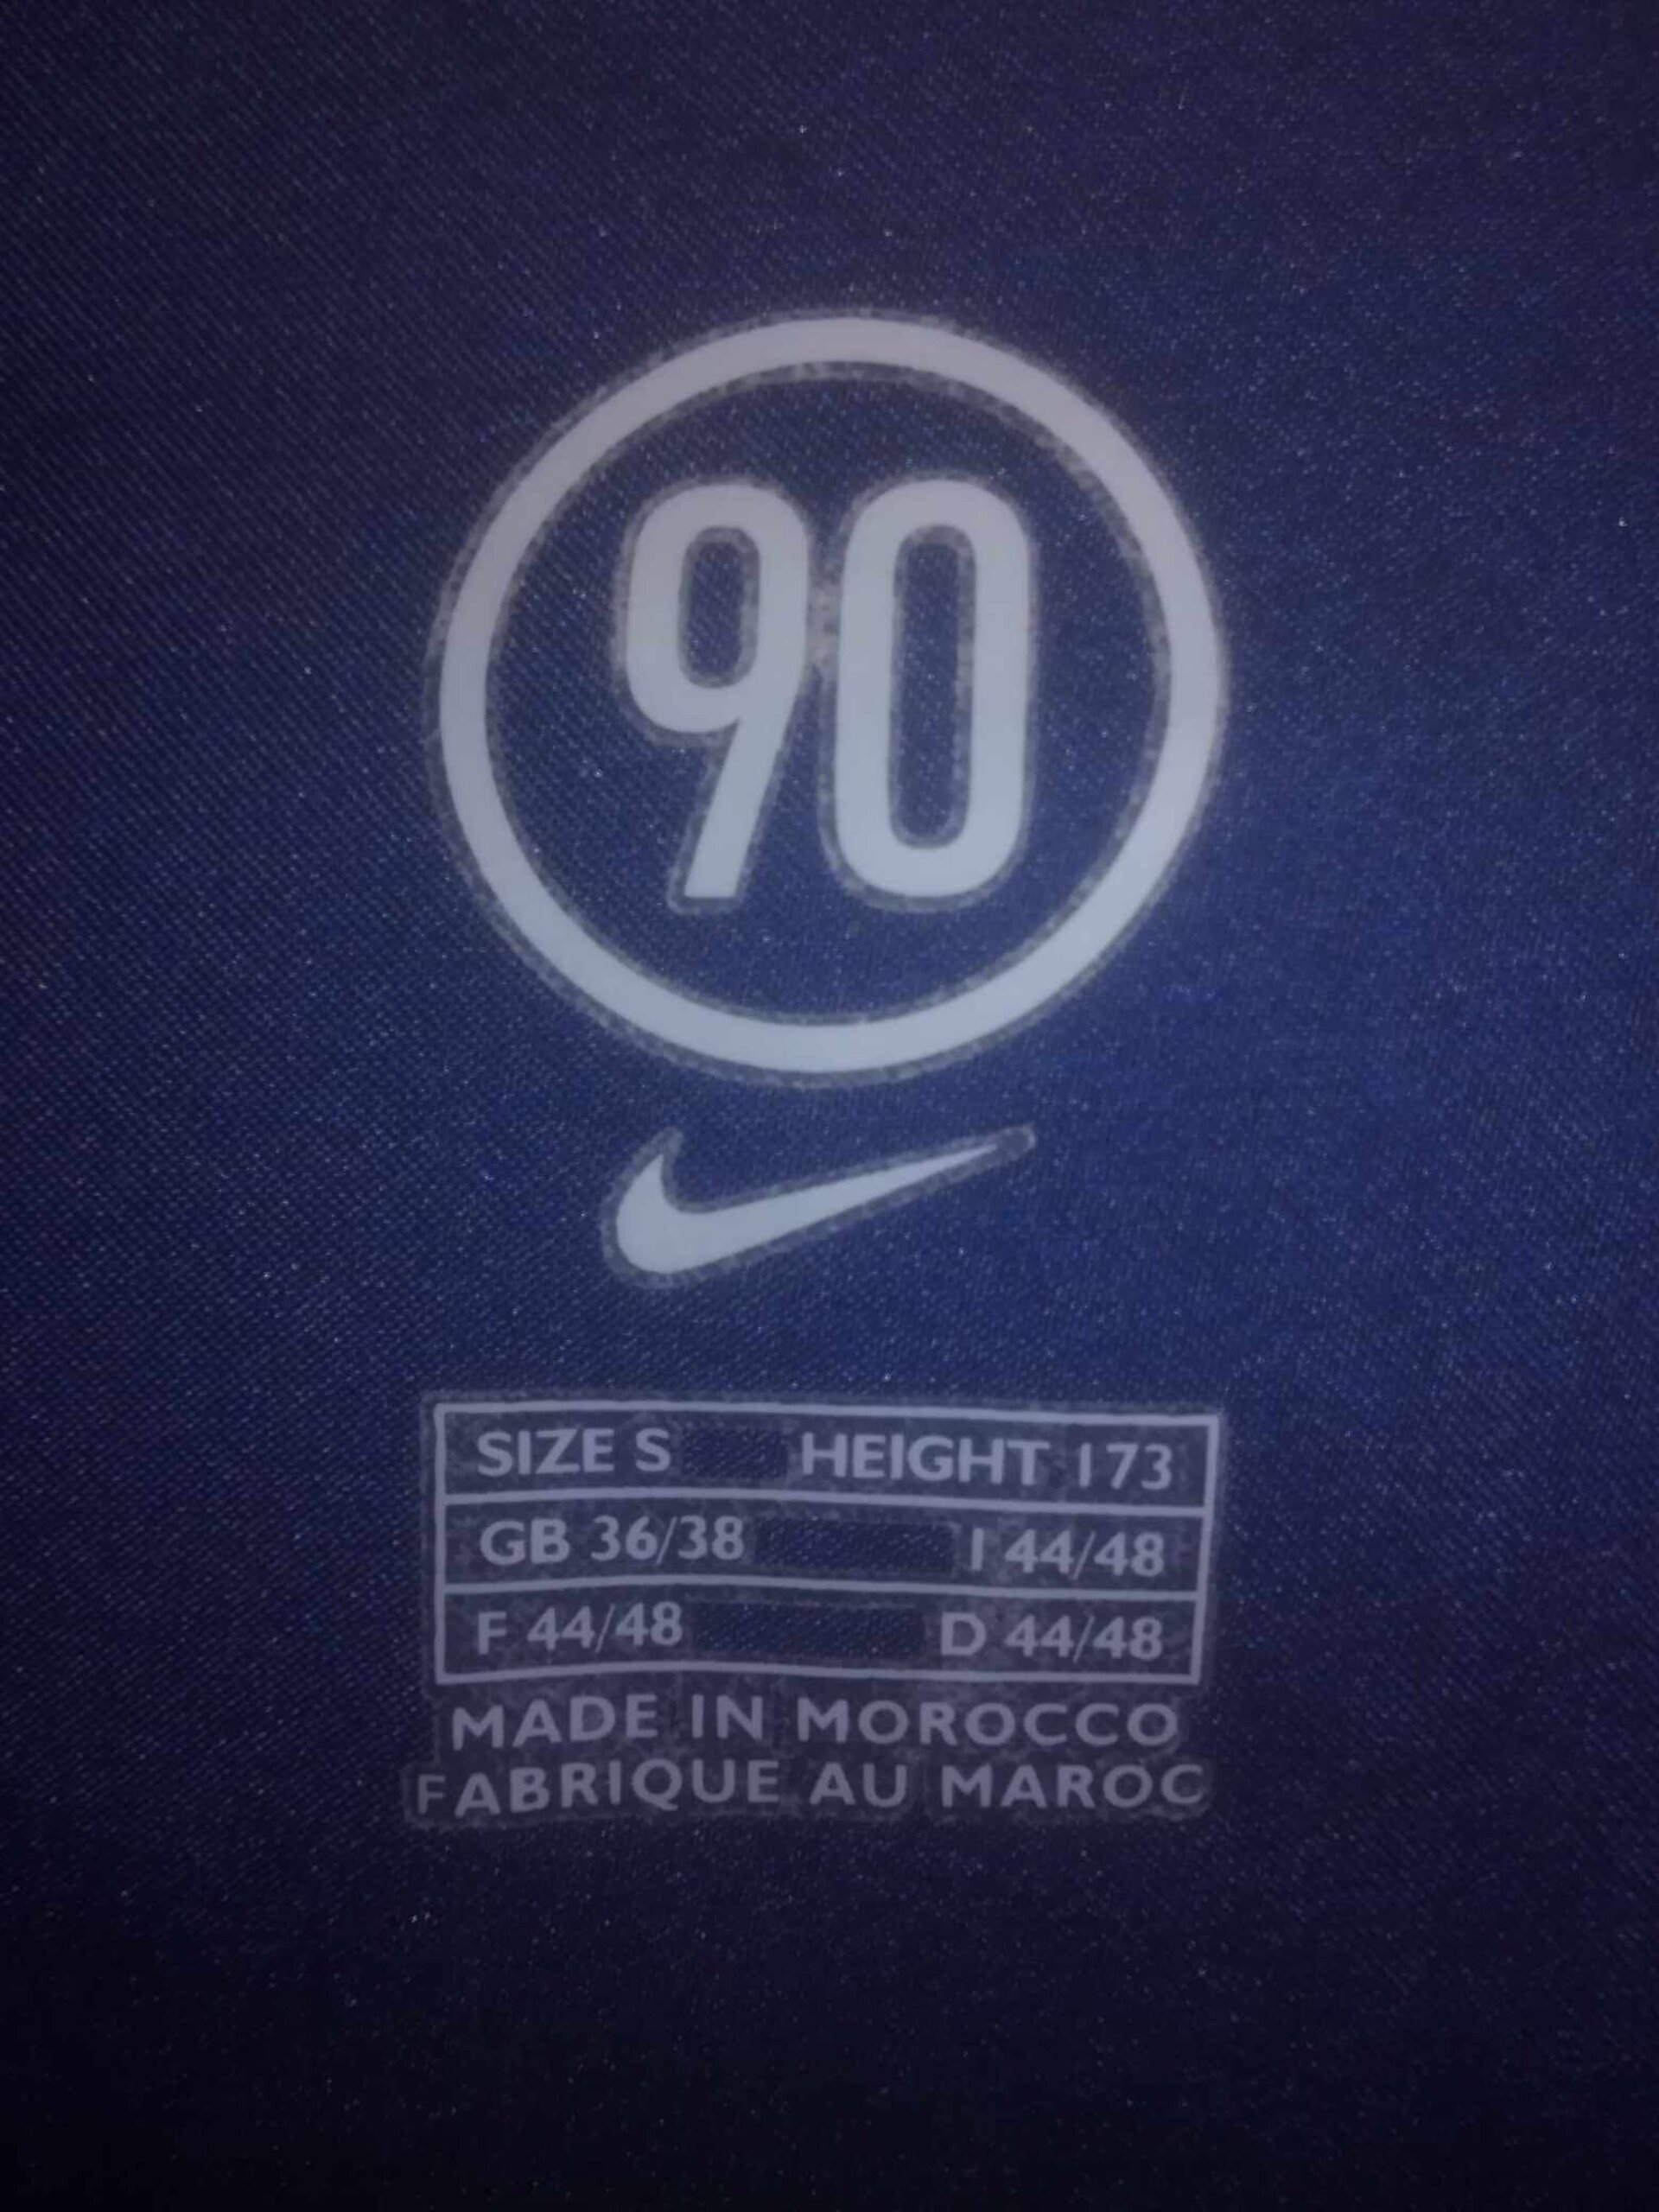 90
SIZE S HEIGHT 173
GB 36/38 I 44/48
F 44/48 D 44/48
MADE IN MOROCCO
FABRIQUE AU MAROC